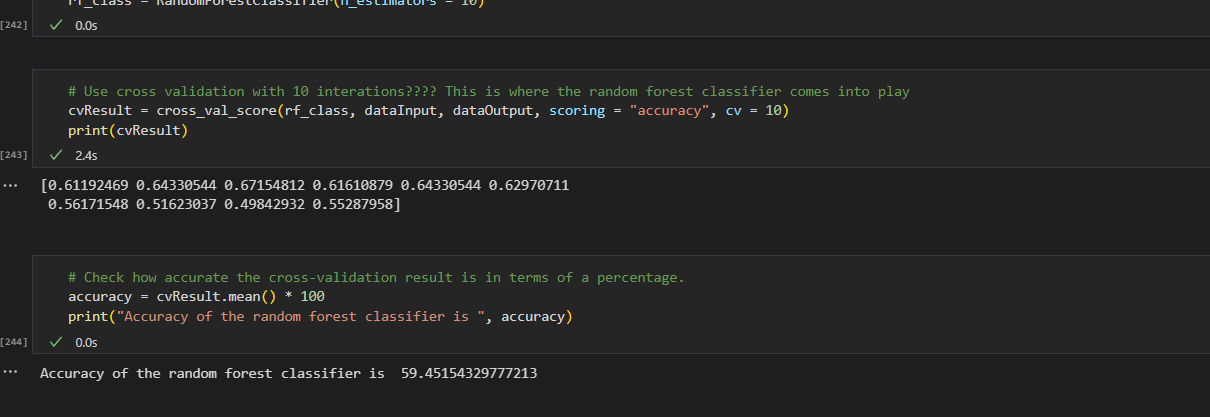 rf_class = RandomForestClassifier(n_estimators = 10)
[242]
0.0s
# Use cross validation with 10 interations???? This is where the random forest classifier comes into play
cvResult = cross_val_score(rf_class, dataInput, dataOutput, scoring = "accuracy", cv = 10)
print(cvResult)
[243]
2.4s
... [0.61192469 0.64330544 0.67154812 0.61610879 0.64330544 0.62970711
0.56171548 0.51623037 0.49842932 0.55287958]
# Check how accurate the cross-validation result is in terms of a percentage.
accuracy = cvResult.mean() * 100
print("Accuracy of the random forest classifier is ", accuracy)
[244]
0.0s
... Accuracy of the random forest classifier is  59.45154329777213